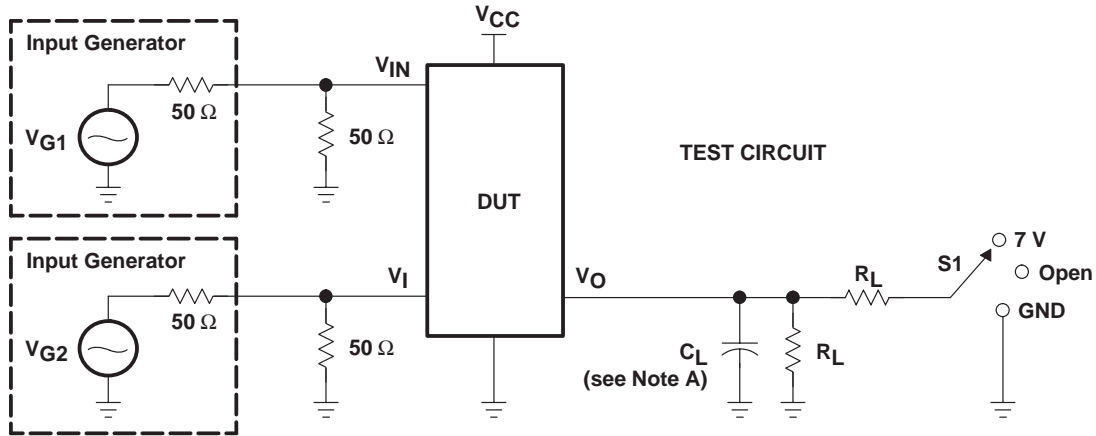 VCC
Input Generator
VIN
50 Ω
VG1
50 Ω
TEST CIRCUIT
DUT
Input Generator
VI
50 Ω
VG2
50 Ω
VO
RL
S1
7 V
Open
GND
CL
(see Note A)
RL